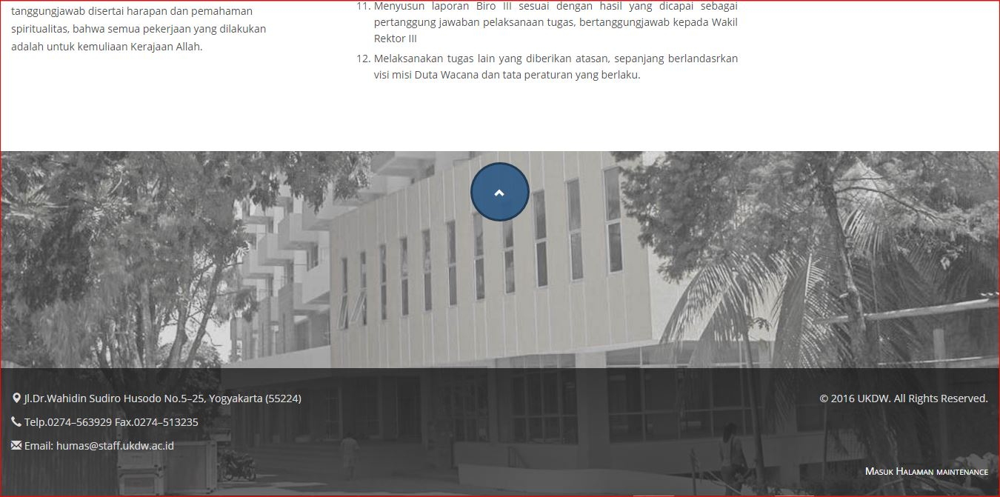 tanggungjawab disertai harapan dan pemahaman
spiritualitas, bahwa semua pekerjaan yang dilakukan
adalah untuk kemuliaan Kerajaan Allah.
11. Menyusun laporan Biro III sesuai dengan hasil yang dicapai sebagai
pertanggung jawaban pelaksanaan tugas, bertanggungjawab kepada Wakil
Rektor III
12. Melaksanakan tugas lain yang diberikan atasan, sepanjang berlandasrkan
visi misi Duta Wacana dan tata peraturan yang berlaku.
Jl.Dr.Wahidin Sudiro Husodo No.5–25, Yogyakarta (55224)
Telp.0274–563929 Fax.0274–513235
Email: humas@staff.ukdw.ac.id
© 2016 UKDW. All Rights Reserved.
Masuk Halaman maintenance